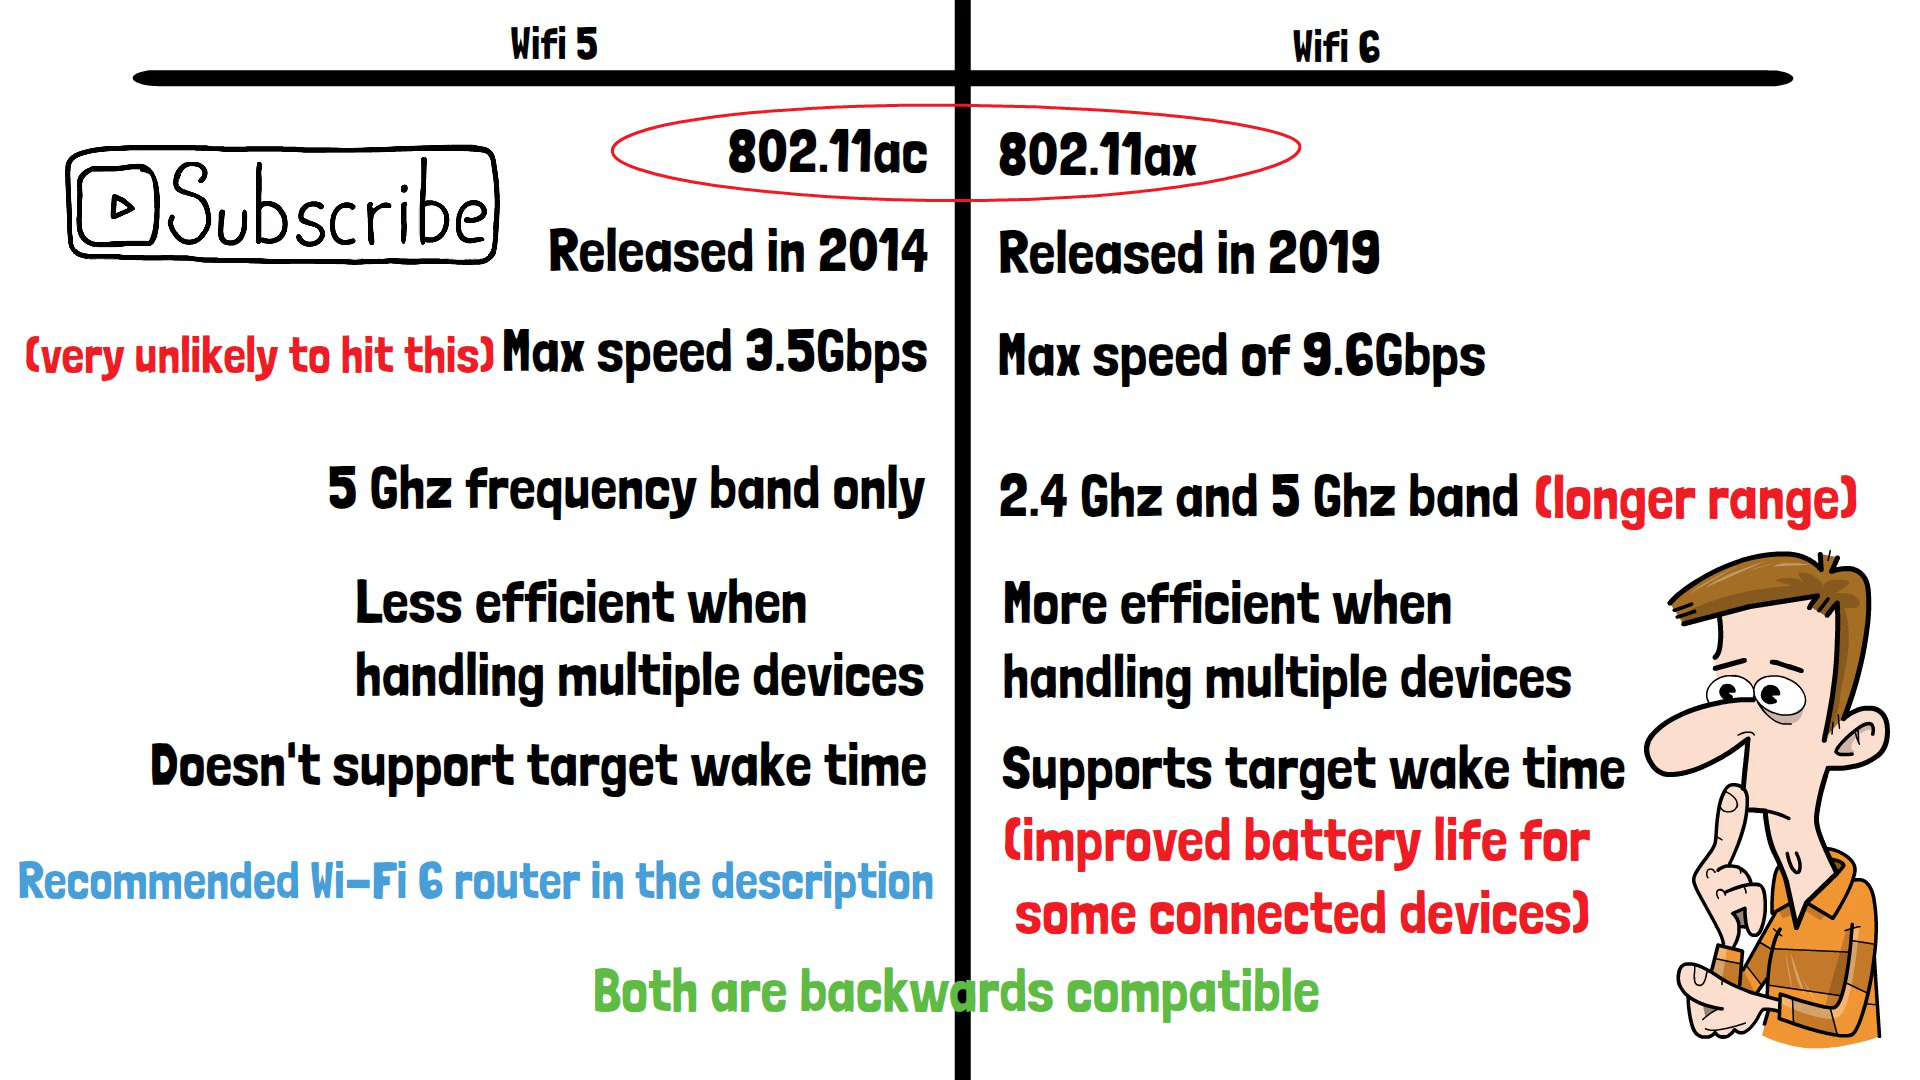 Wifi 5
Wifi 6
Subscribe
802.11ac
802.11ax
Released in 2014
Released in 2019
(very unlikely to hit this) Max speed 3.5Gbps
Max speed of 9.6Gbps
5 Ghz frequency band only
2.4 Ghz and 5 Ghz band (longer range)
Less efficient when
handling multiple devices
More efficient when
handling multiple devices
Doesn't support target wake time
Supports target wake time
(improved battery life for
some connected devices)
Recommended Wi-Fi 6 router in the description
Both are backwards compatible